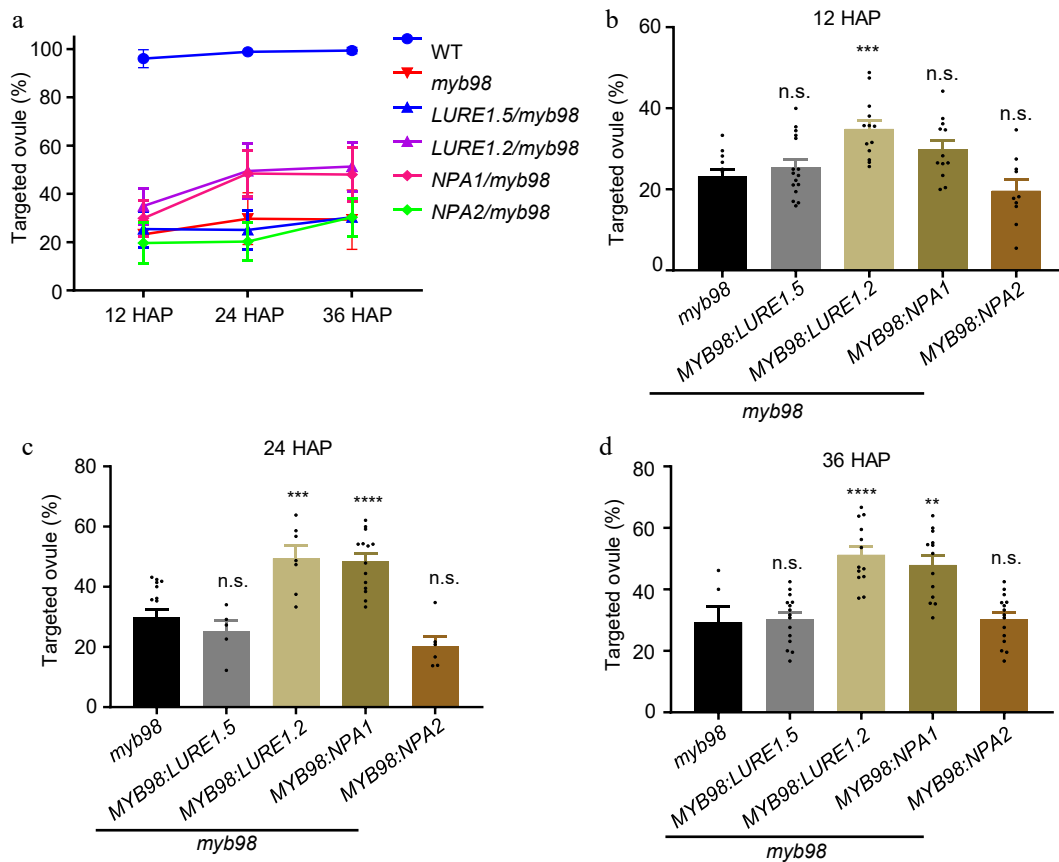 a
Targeted ovule (%)
100
80
60
40
20
0
12 HAP
24 HAP
36 HAP
WT
myb98
LURE1.5/myb98
LURE1.2/myb98
NPA1/myb98
NPA2/myb98
b
12 HAP
Targeted ovule (%)
60
40
20
0
n.s.
***
n.s.
n.s.
myb98
MYB98:LURE1.5
MYB98:LURE1.2
MYB98:NPA1
MYB98:NPA2
myb98
c
24 HAP
Targeted ovule (%)
80
60
40
20
0
n.s.
***
****
n.s.
myb98
MYB98:LURE1.5
MYB98:LURE1.2
MYB98:NPA1
MYB98:NPA2
myb98
d
36 HAP
Targeted ovule (%)
80
60
40
20
0
n.s.
****
**
n.s.
myb98
MYB98:LURE1.5
MYB98:LURE1.2
MYB98:NPA1
MYB98:NPA2
myb98